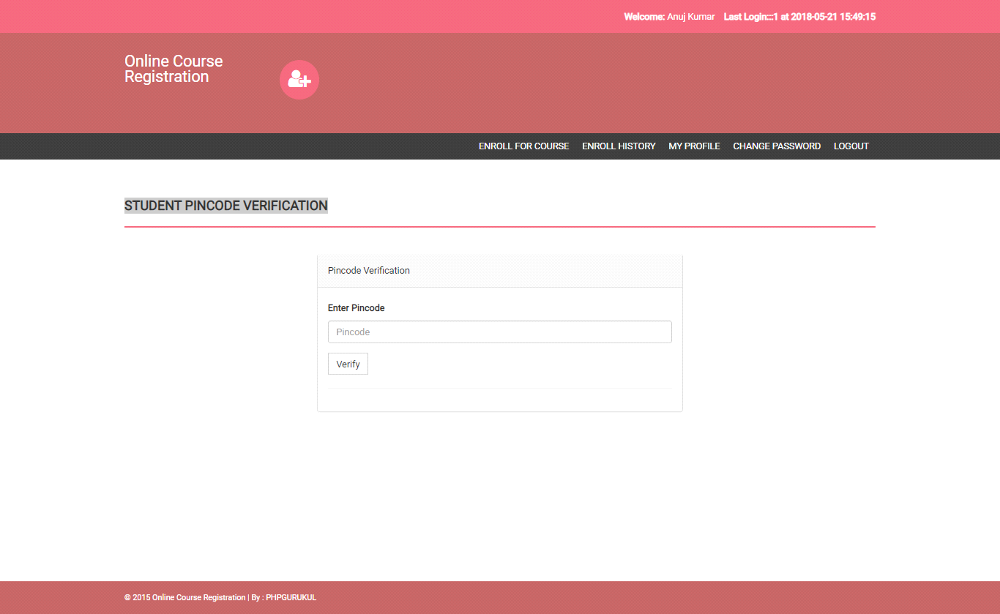 Welcome: Anuj Kumar Last Login:::1 at 2018-05-21 15:49:15
Online Course
Registration
ENROLL FOR COURSE ENROLL HISTORY MY PROFILE CHANGE PASSWORD LOGOUT
STUDENT PINCODE VERIFICATION
Pincode Verification
Enter Pincode
Pincode
Verify
© 2015 Online Course Registration | By : PHPGURUKUL